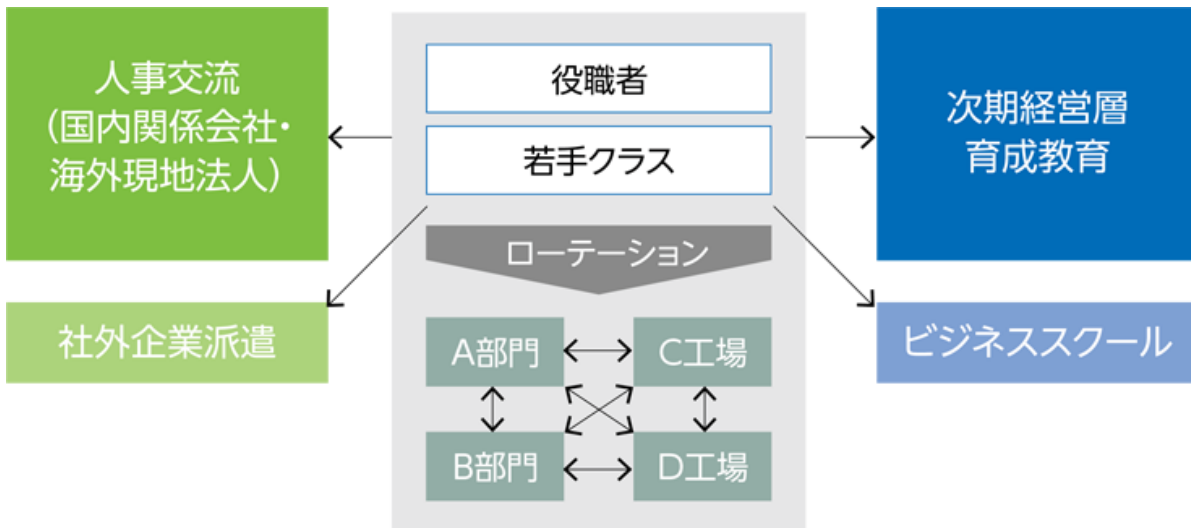 人事交流
（国内関係会社・
海外現地法人）
社外企業派遣
役職者
若手クラス
ローテーション
A部門
C工場
B部門
D工場
次期経営層
育成教育
ビジネススクール